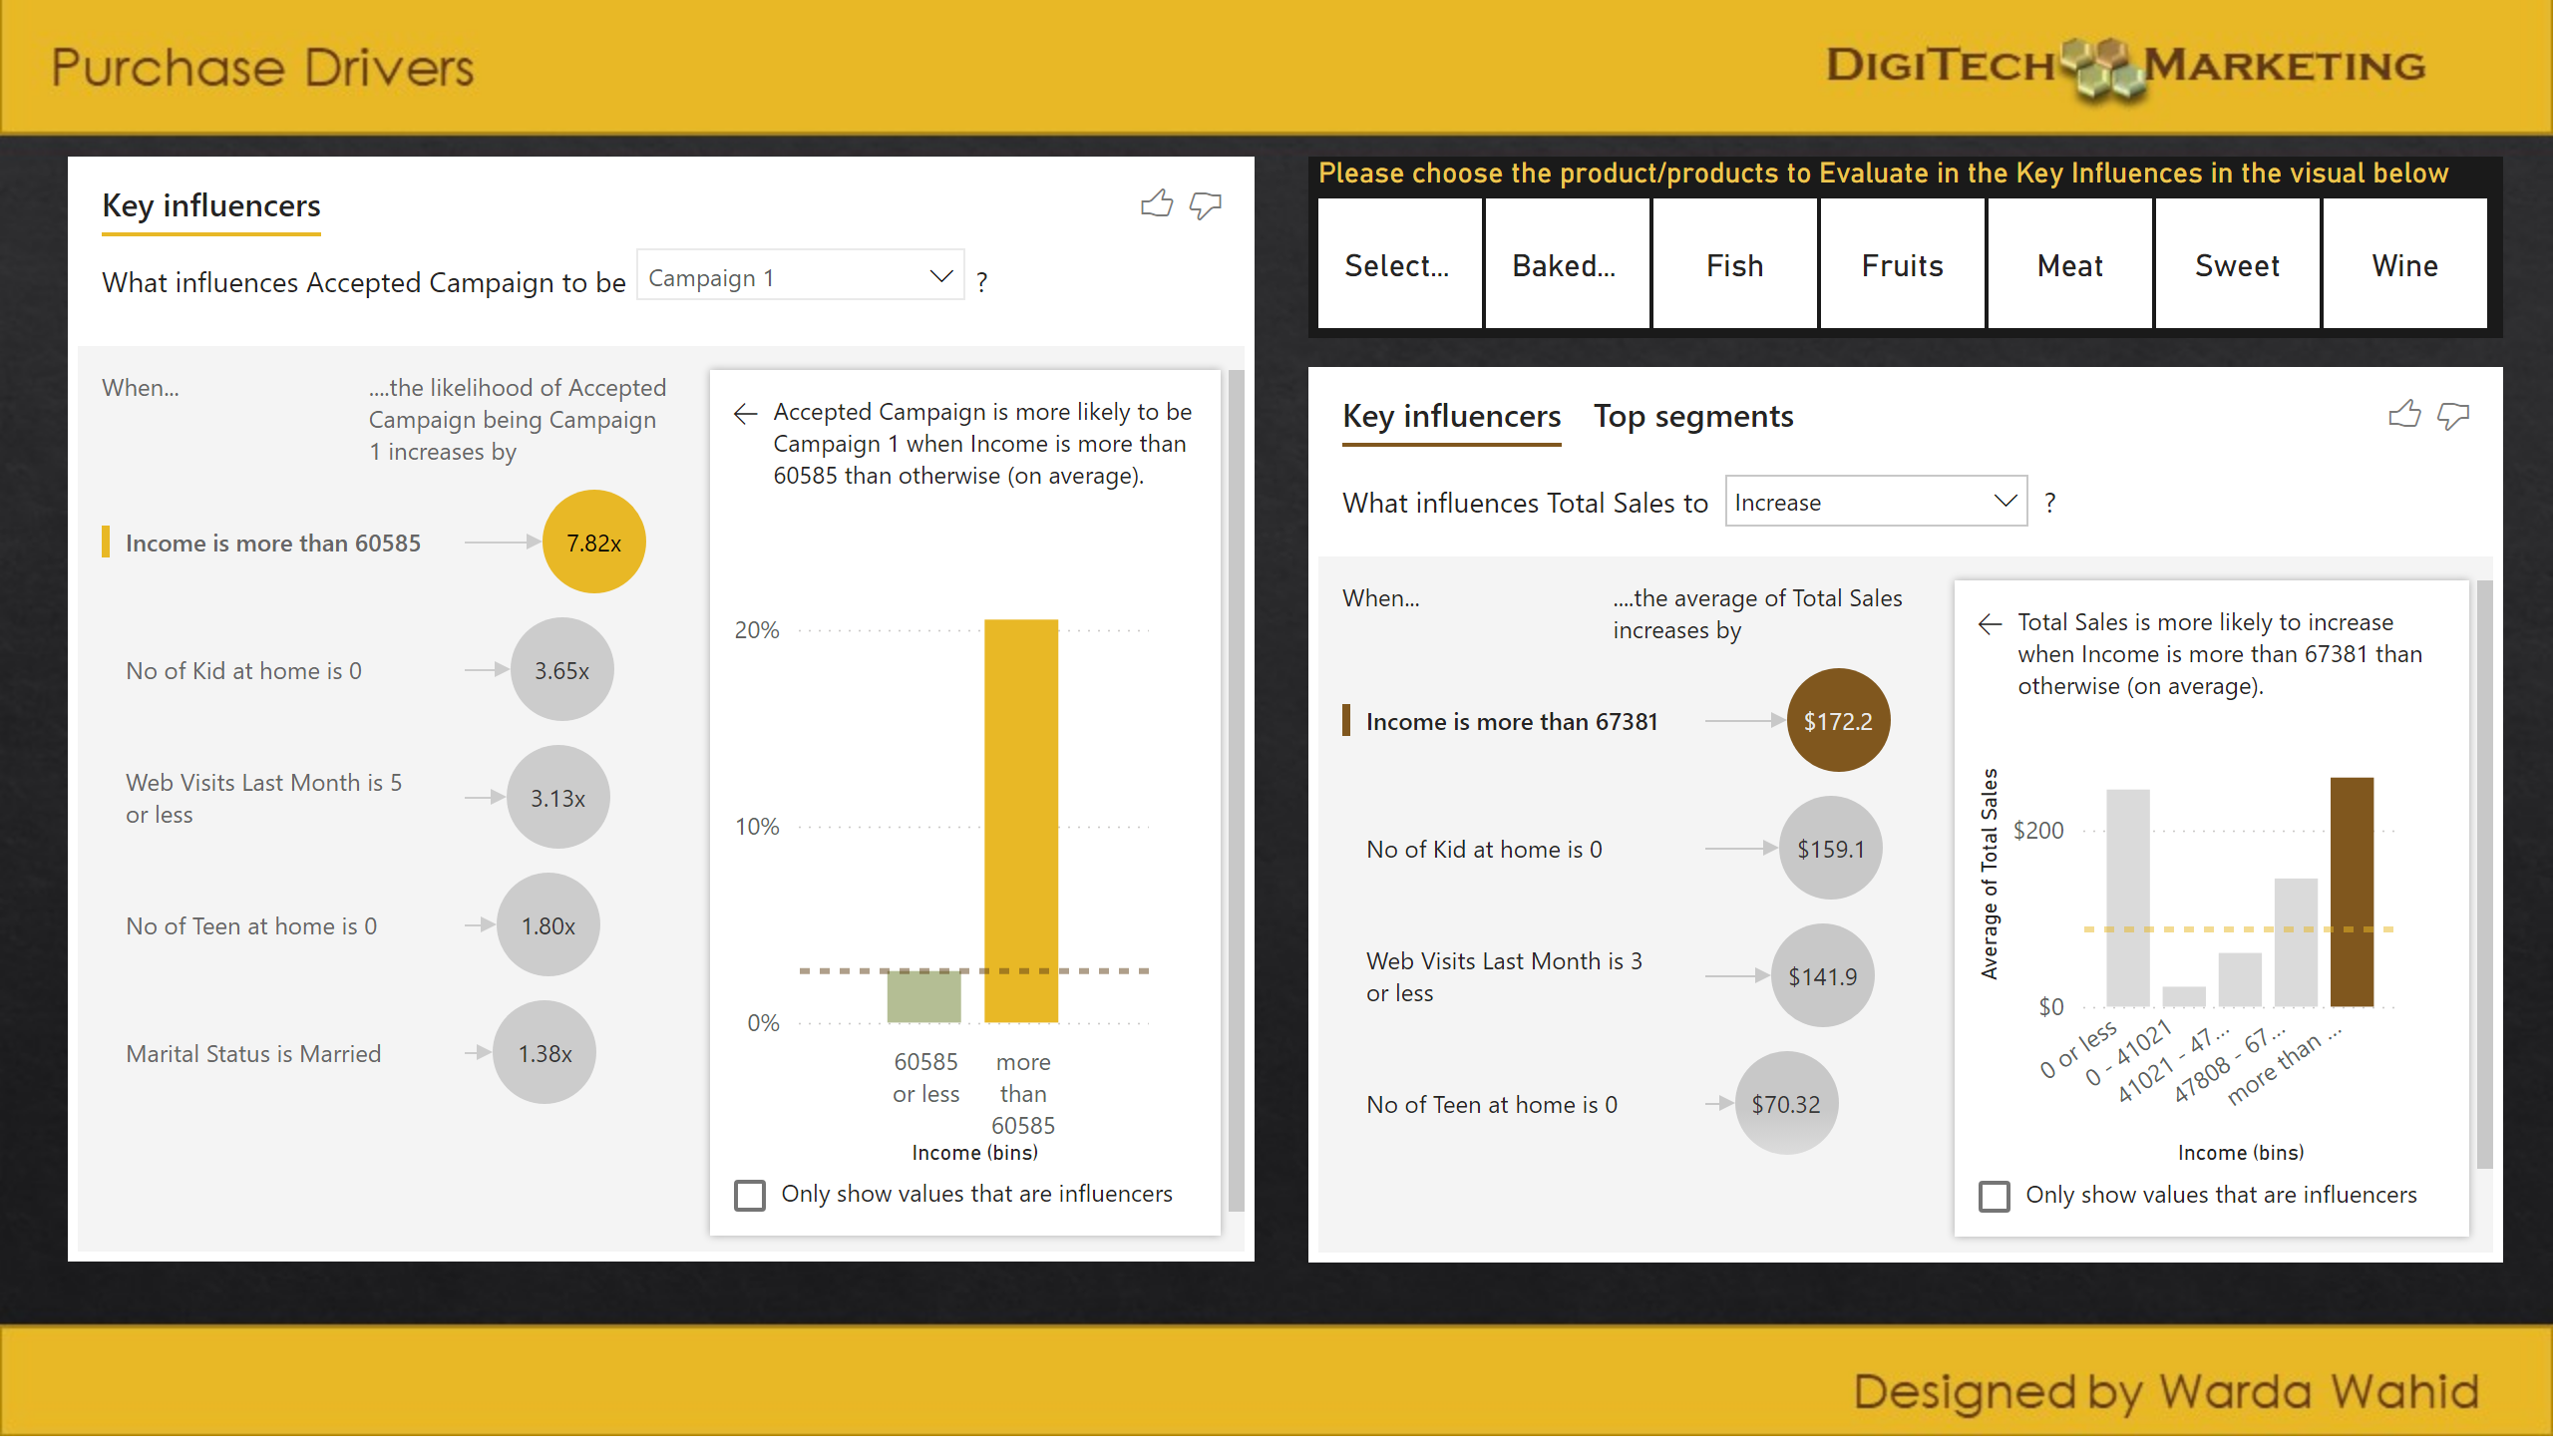 Purchase Drivers
DIGITECH MARKETING
Key influencers
What influences Accepted Campaign to be
Campaign 1
?
When...
....the likelihood of Accepted
Campaign being Campaign
1 increases by
Income is more than 60585
7.82x
No of Kid at home is 0
3.65x
Web Visits Last Month is 5
or less
3.13x
No of Teen at home is 0
1.80x
Marital Status is Married
1.38x
Accepted Campaign is more likely to be
Campaign 1 when Income is more than
60585 than otherwise (on average).
20%
10%
0%
60585
or less
more
than
60585
Income (bins)
Only show values that are influencers
Please choose the product/products to Evaluate in the Key Influences in the visual below
Select...
Baked...
Fish
Fruits
Meat
Sweet
Wine
Key influencers
Top segments
What influences Total Sales to
Increase
?
When...
....the average of Total Sales
increases by
Income is more than 67381
$172.2
No of Kid at home is 0
$159.1
Web Visits Last Month is 3
or less
$141.9
No of Teen at home is 0
$70.32
Total Sales is more likely to increase
when Income is more than 67381 than
otherwise (on average).
Average of Total Sales
$200
$0
0 or less
0 - 41021
41021 - 47...
47808 - 67...
more than ...
Income (bins)
Only show values that are influencers
Designed by Warda Wahid